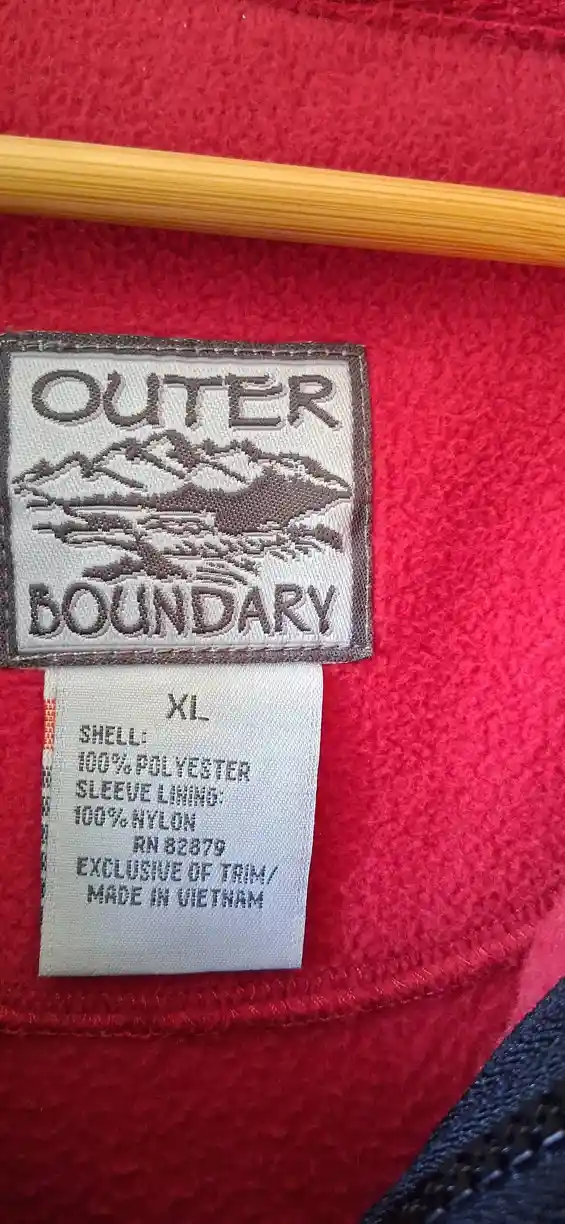 OUTER
BOUNDARY
XL
SHELL:
100% POLYESTER
SLEEVE LINING:
100% NYLON
RN 82879
EXCLUSIVE OF TRIM/
MADE IN VIETNAM